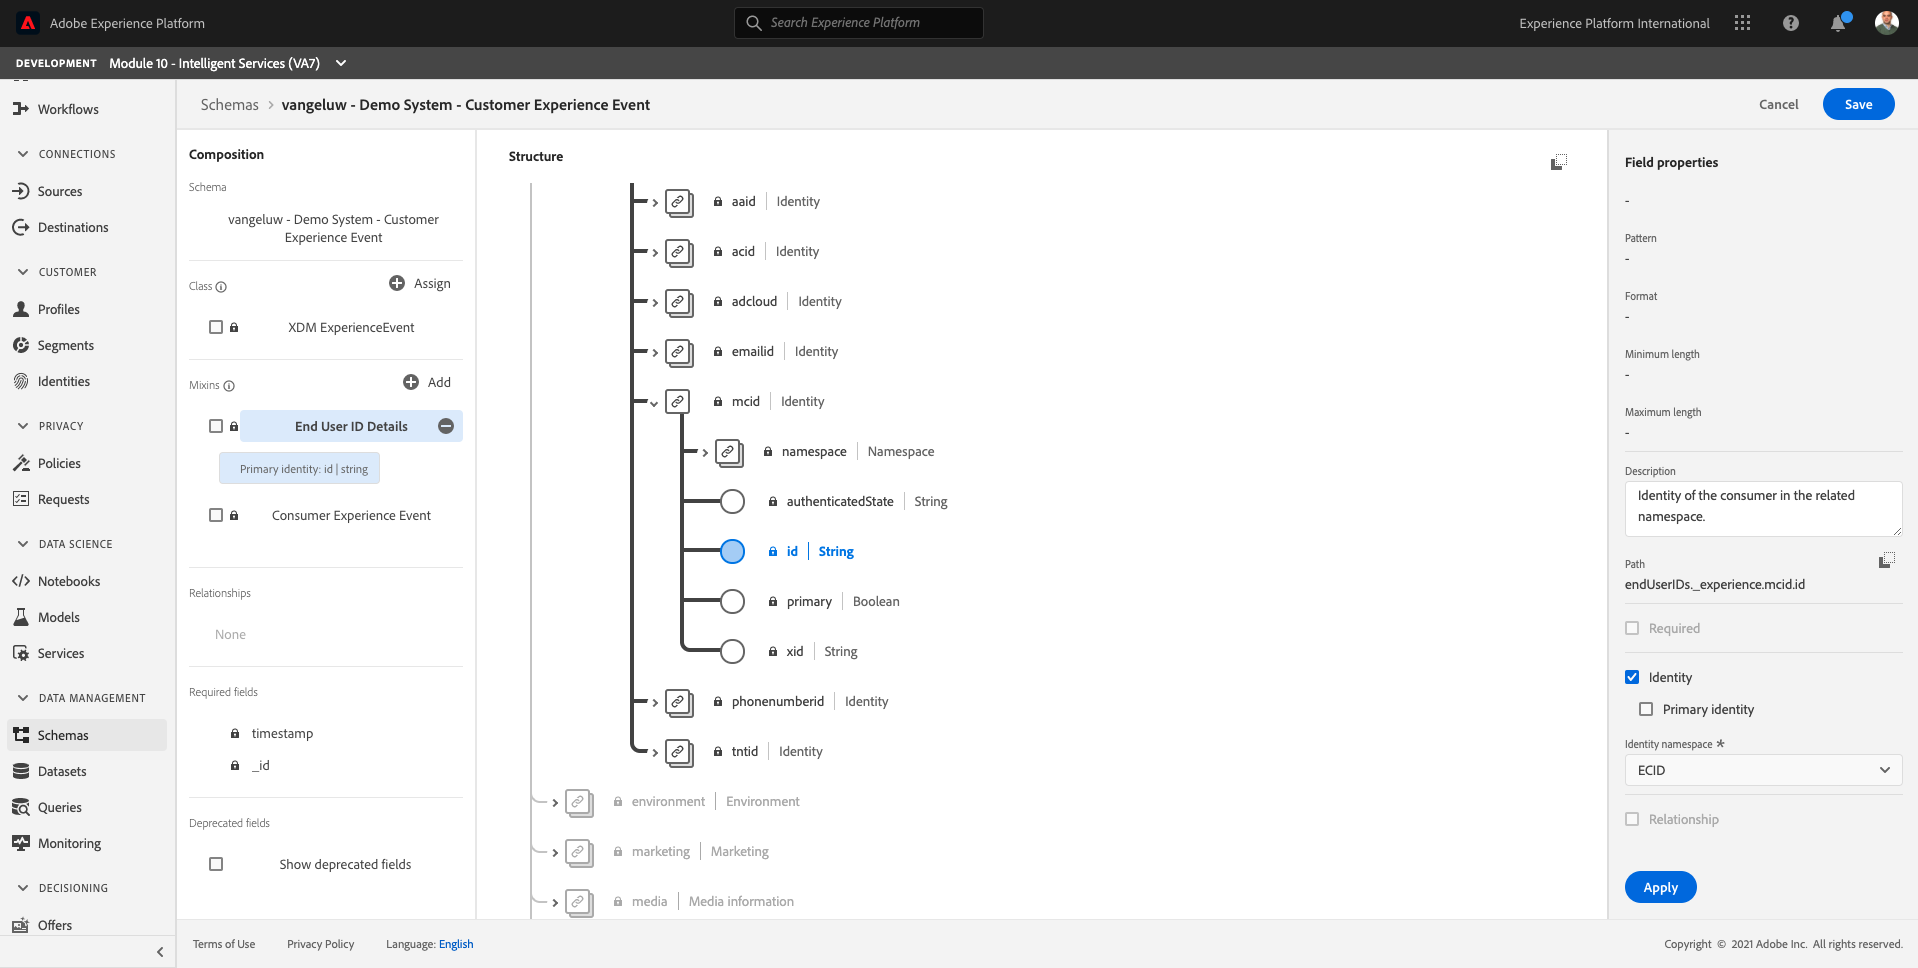 Adobe Experience Platform
Search Experience Platform
Experience Platform International
DEVELOPMENT Module 10 - Intelligent Services (VA7)
Workflows
CONNECTIONS
Sources
Destinations
CUSTOMER
Profiles
Segments
Identities
PRIVACY
Policies
Requests
DATA SCIENCE
Notebooks
Models
Services
DATA MANAGEMENT
Schemas
Datasets
Queries
Monitoring
DECISIONING
Offers
Schemas > vangeluw - Demo System - Customer Experience Event
Cancel
Save
Composition
Schema
vangeluw - Demo System - Customer
Experience Event
Class
Assign
XDM ExperienceEvent
Mixins
Add
End User ID Details
Primary identity: id | string
Consumer Experience Event
Relationships
None
Required fields
timestamp
_id
Deprecated fields
Show deprecated fields
Structure
aaid | Identity
acid | Identity
adcloud | Identity
emailid | Identity
mcid | Identity
namespace | Namespace
authenticatedState | String
id | String
primary | Boolean
xid | String
phonenumberid | Identity
tntid | Identity
environment | Environment
marketing | Marketing
media | Media information
Field properties
-
Pattern
-
Format
-
Minimum length
-
Maximum length
-
Description
Identity of the consumer in the related
namespace.
Path
endUserIDs._experience.mcid.id
Required
Identity
Primary identity
Identity namespace *
ECID
Relationship
Apply
Terms of Use
Privacy Policy
Language: English
Copyright © 2021 Adobe Inc. All rights reserved.